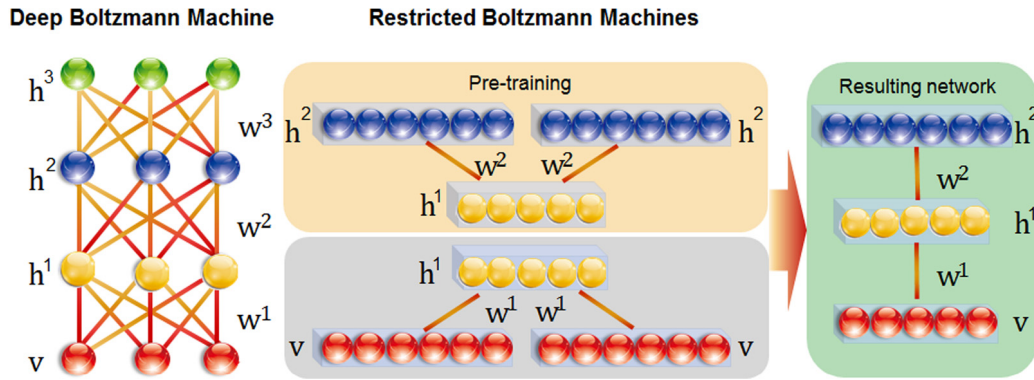 Deep Boltzmann Machine
Restricted Boltzmann Machines
h³
w³
h²
w²
h¹
w¹
v
Pre-training
h² h²
w² w²
h¹
h¹
w¹ w¹
v v
Resulting network
h²
w²
h¹
w¹
v